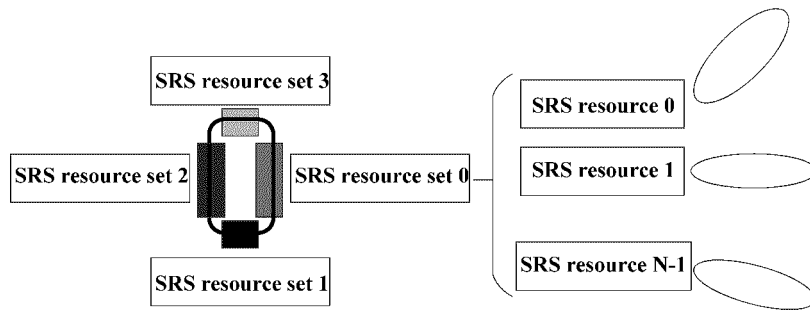 SRS resource set 3
SRS resource set 2
SRS resource set 0
SRS resource set 1
SRS resource 0
SRS resource 1
SRS resource N-1